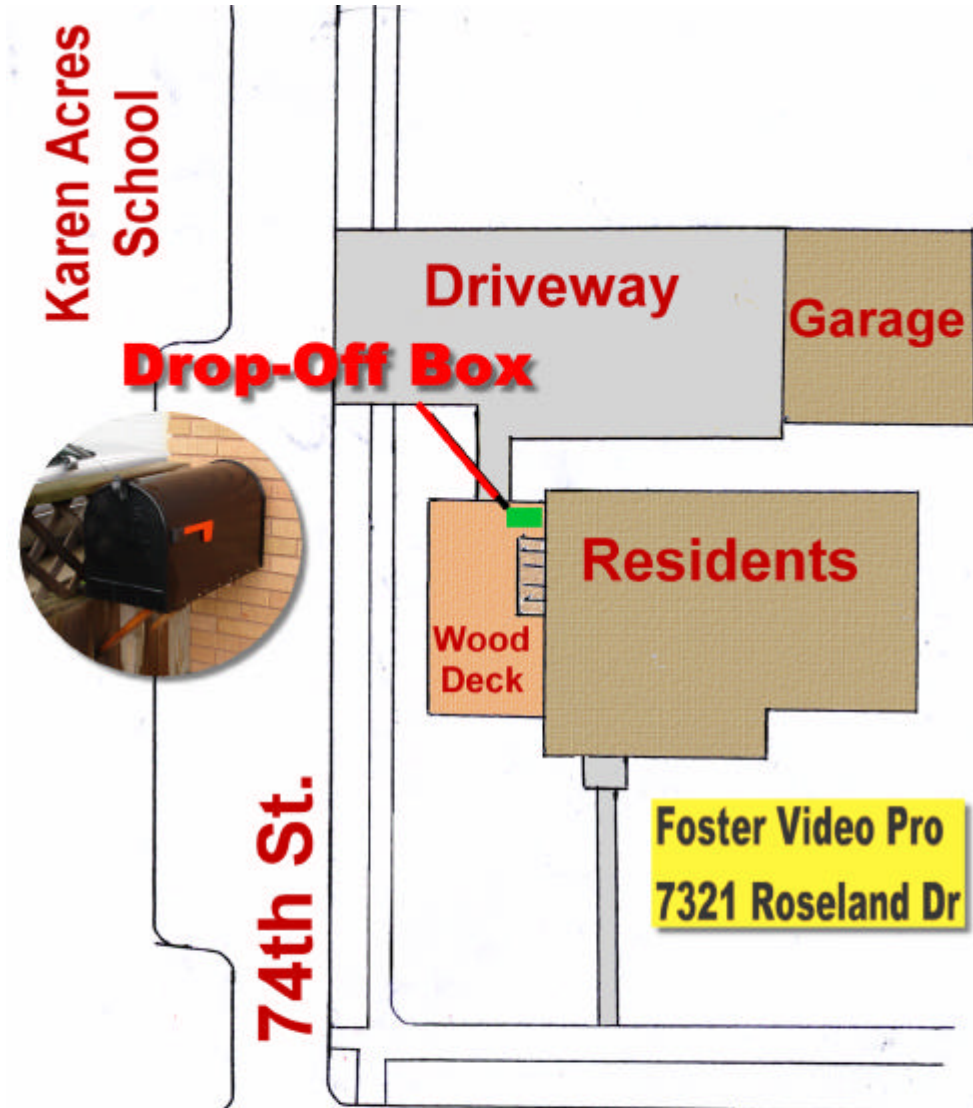 Karen Acres
School
Driveway
Garage
Drop-Off Box
Residents
Wood
Deck
74th St.
Foster Video Pro
7321 Roseland Dr